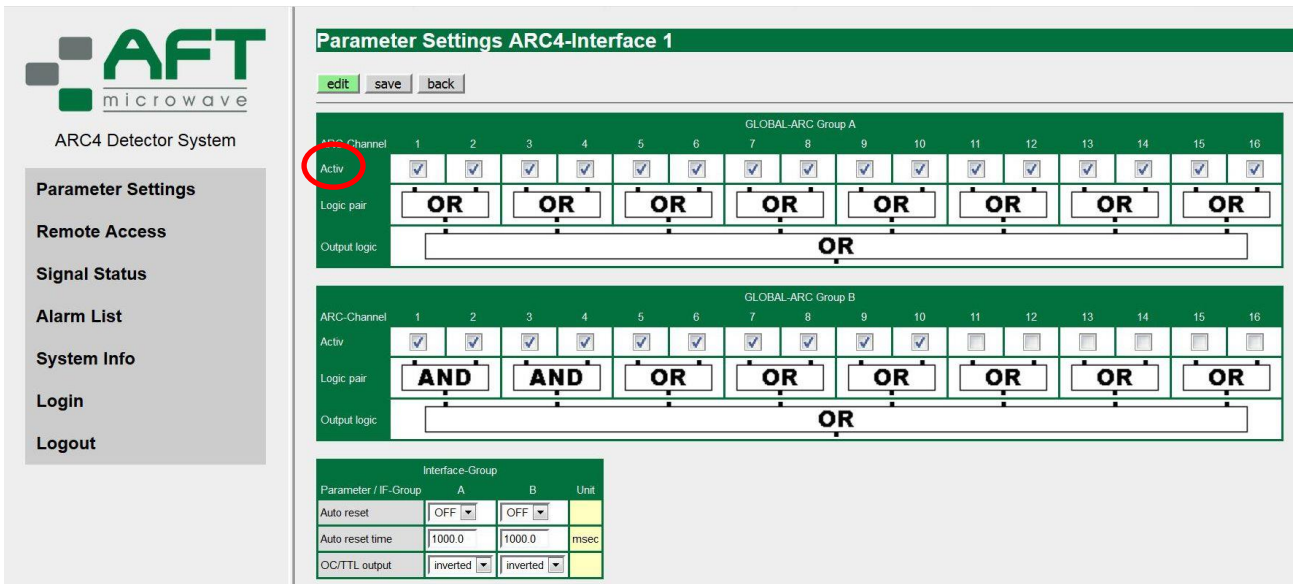 AFT
microwave
ARC4 Detector System
Parameter Settings
Remote Access
Signal Status
Alarm List
System Info
Login
Logout
Parameter Settings ARC4-Interface 1
edit save back
GLOBAL-ARC Group A
ARC-Channel 1 2 3 4 5 6 7 8 9 10 11 12 13 14 15 16
Activ
Logic pair OR OR OR OR OR OR OR OR
Output logic OR
GLOBAL-ARC Group B
ARC-Channel 1 2 3 4 5 6 7 8 9 10 11 12 13 14 15 16
Activ
Logic pair AND AND OR OR OR OR OR OR
Output logic OR
Interface-Group
Parameter / IF-Group A B Unit
Auto reset OFF OFF
Auto reset time 1000.0 1000.0 msec
OC/TTL output inverted inverted